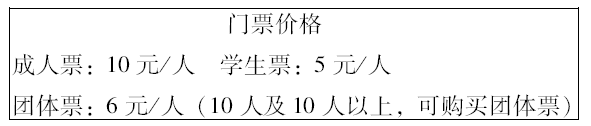 门票价格
成人票：10 元/人 学生票：5 元/人
团体票：6 元/人（10 人及 10 人以上，可购买团体票）